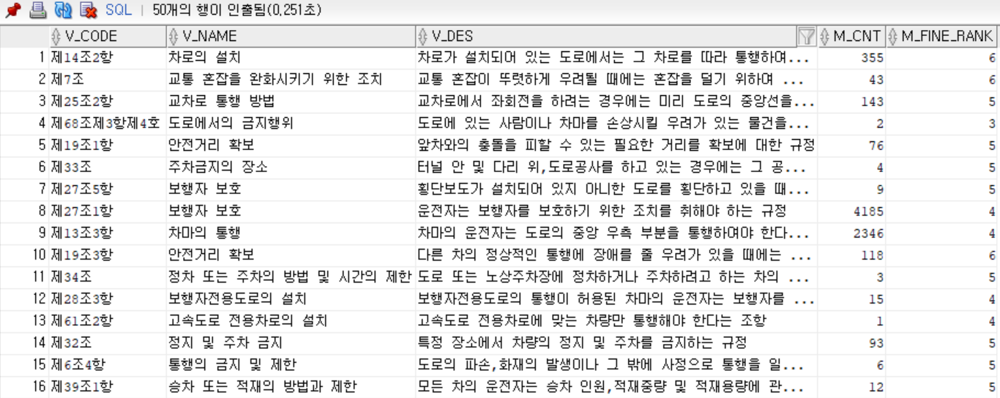 SQL | 50개의 행이 인출됨(0,251초)
V_CODE V_NAME V_DES M_CNT M_FINE_RANK
1 제14조2항 차로의 설치 차로가 설치되어 있는 도로에서는 그 차로를 따라 통행하여... 355 6
2 제7조 교통 혼잡을 완화시키기 위한 조치 교통 혼잡이 뚜렷하게 우려될 때에는 혼잡을 덜기 위하여 ... 43 6
3 제25조2항 교차로 통행 방법 교차로에서 좌회전을 하려는 경우에는 미리 도로의 중앙선을... 143 5
4 제68조제3항제4호 도로에서의 금지행위 도로에 있는 사람이나 차마를 손상시킬 우려가 있는 물건을... 2 3
5 제19조1항 안전거리 확보 앞차와의 충돌을 피할 수 있는 필요한 거리를 확보에 대한 규정 76 5
6 제33조 주차금지의 장소 터널 안 및 다리 위,도로공사를 하고 있는 경우에는 그 공... 4 5
7 제27조5항 보행자 보호 횡단보도가 설치되어 있지 아니한 도로를 횡단하고 있을 때... 9 5
8 제27조1항 보행자 보호 운전자는 보행자를 보호하기 위한 조치를 취해야 하는 규정 4185 4
9 제13조3항 차마의 통행 차마의 운전자는 도로의 중앙 우측 부분을 통행하여야 한다... 2346 4
10 제19조3항 안전거리 확보 다른 차의 정상적인 통행에 장애를 줄 우려가 있을 때에는 ... 118 6
11 제34조 정차 또는 주차의 방법 및 시간의 제한 도로 또는 노상주차장에 정차하거나 주차하려고 하는 차의 ... 3 5
12 제28조3항 보행자전용도로의 설치 보행자전용도로의 통행이 허용된 차마의 운전자는 보행자를 ... 15 4
13 제61조2항 고속도로 전용차로의 설치 고속도로 전용차로에 맞는 차량만 통행해야 한다는 조항 1 4
14 제32조 정지 및 주차 금지 특정 장소에서 차량의 정지 및 주차를 금지하는 규정 93 5
15 제6조4항 통행의 금지 및 제한 도로의 파손,화재의 발생이나 그 밖에 사정으로 통행을 일... 6 5
16 제39조1항 승차 또는 적재의 방법과 제한 모든 차의 운전자는 승차 인원,적재중량 및 적재용량에 관... 12 5